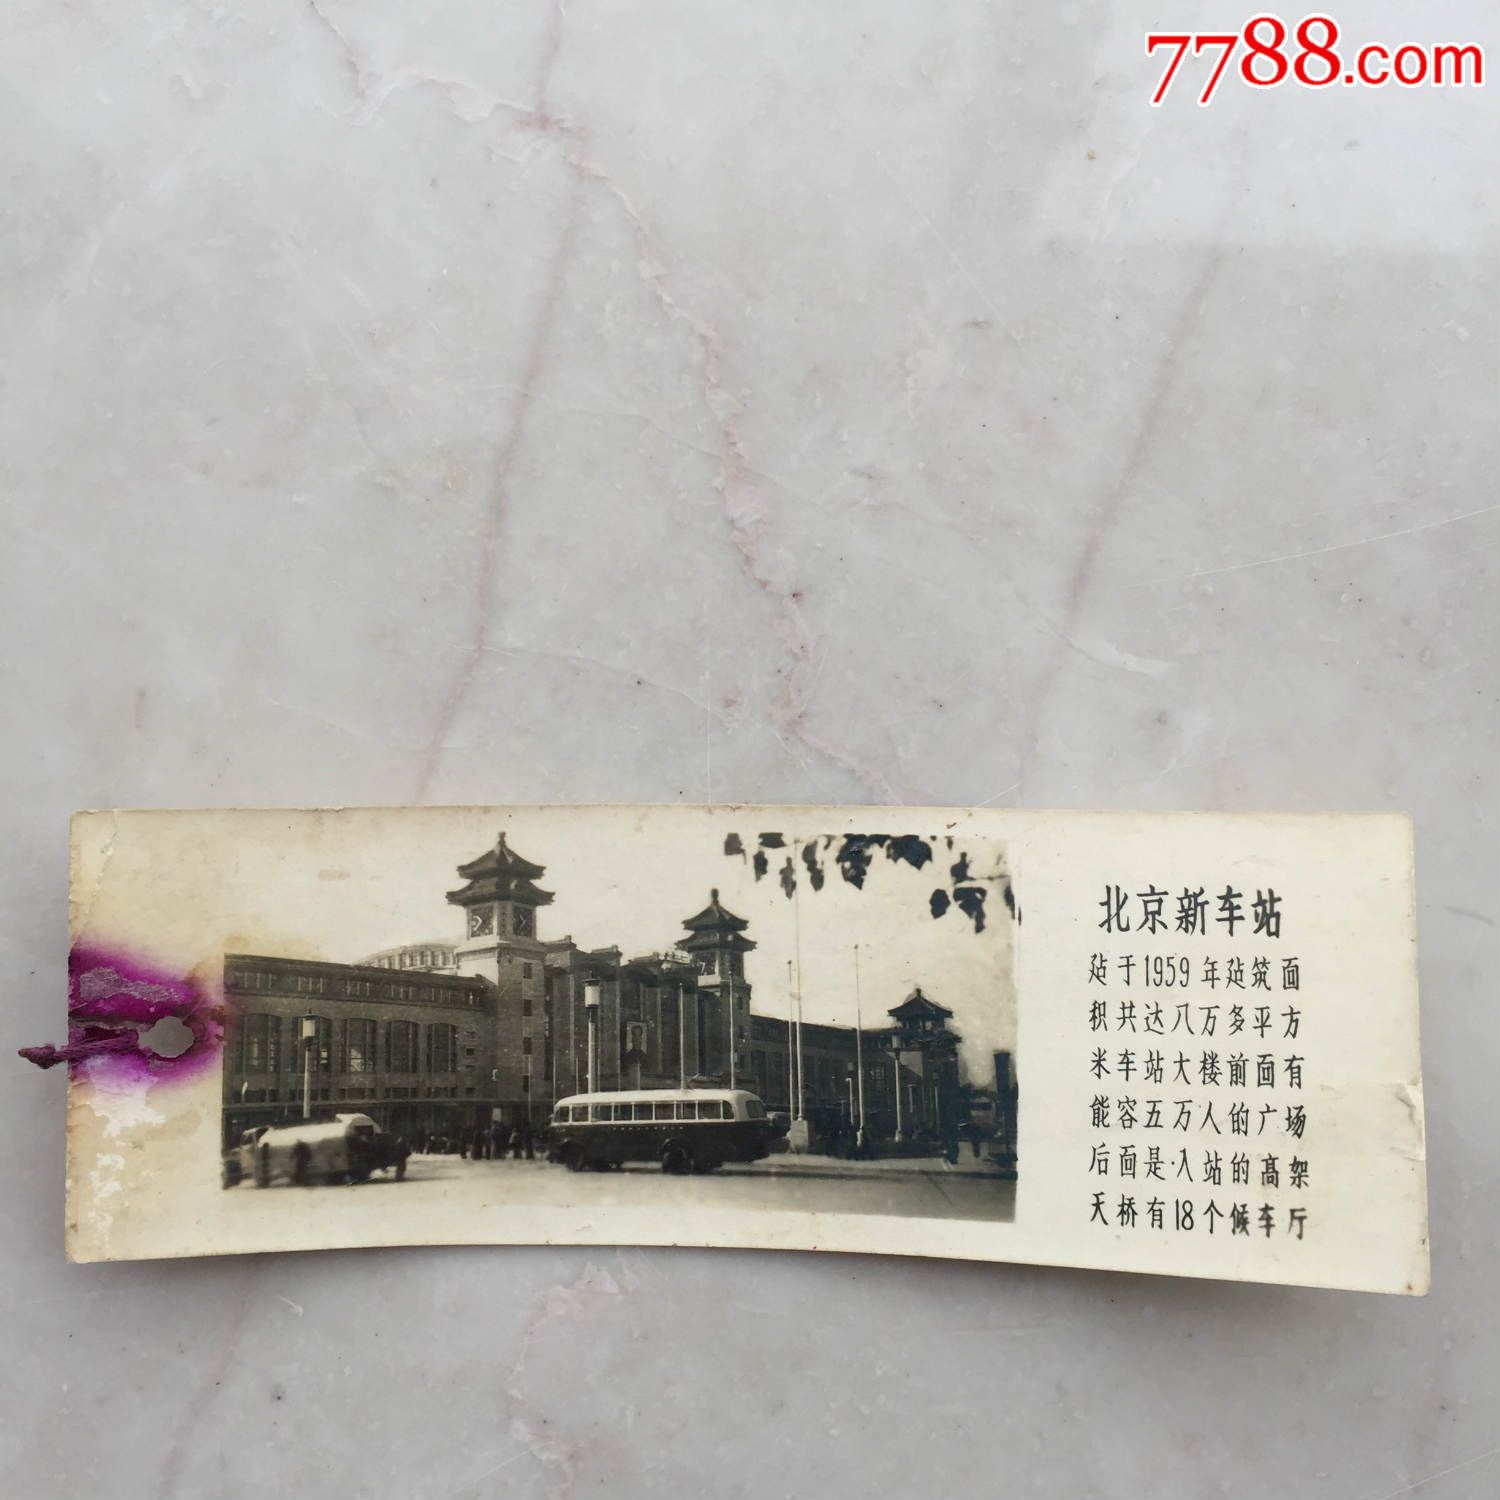 7788.com
北京新车站
建于1959年建筑面
积共达八万多平方
米车站大楼前面有
能容五万人的广场
后面是入站的高架
天桥有18个候车厅